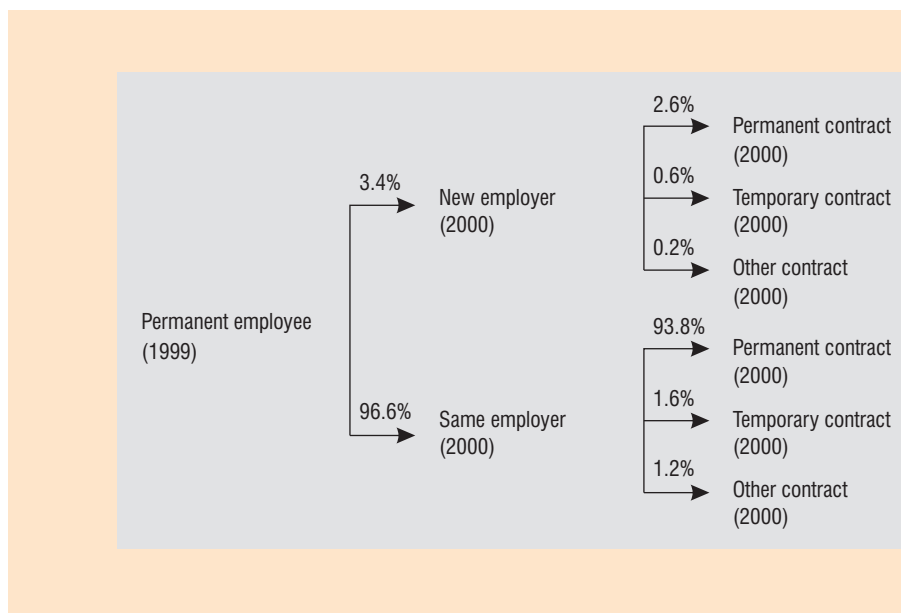 Permanent employee
(1999)
3.4%
New employer
(2000)
2.6%
Permanent contract
(2000)
0.6%
Temporary contract
(2000)
0.2%
Other contract
(2000)
96.6%
Same employer
(2000)
93.8%
Permanent contract
(2000)
1.6%
Temporary contract
(2000)
1.2%
Other contract
(2000)